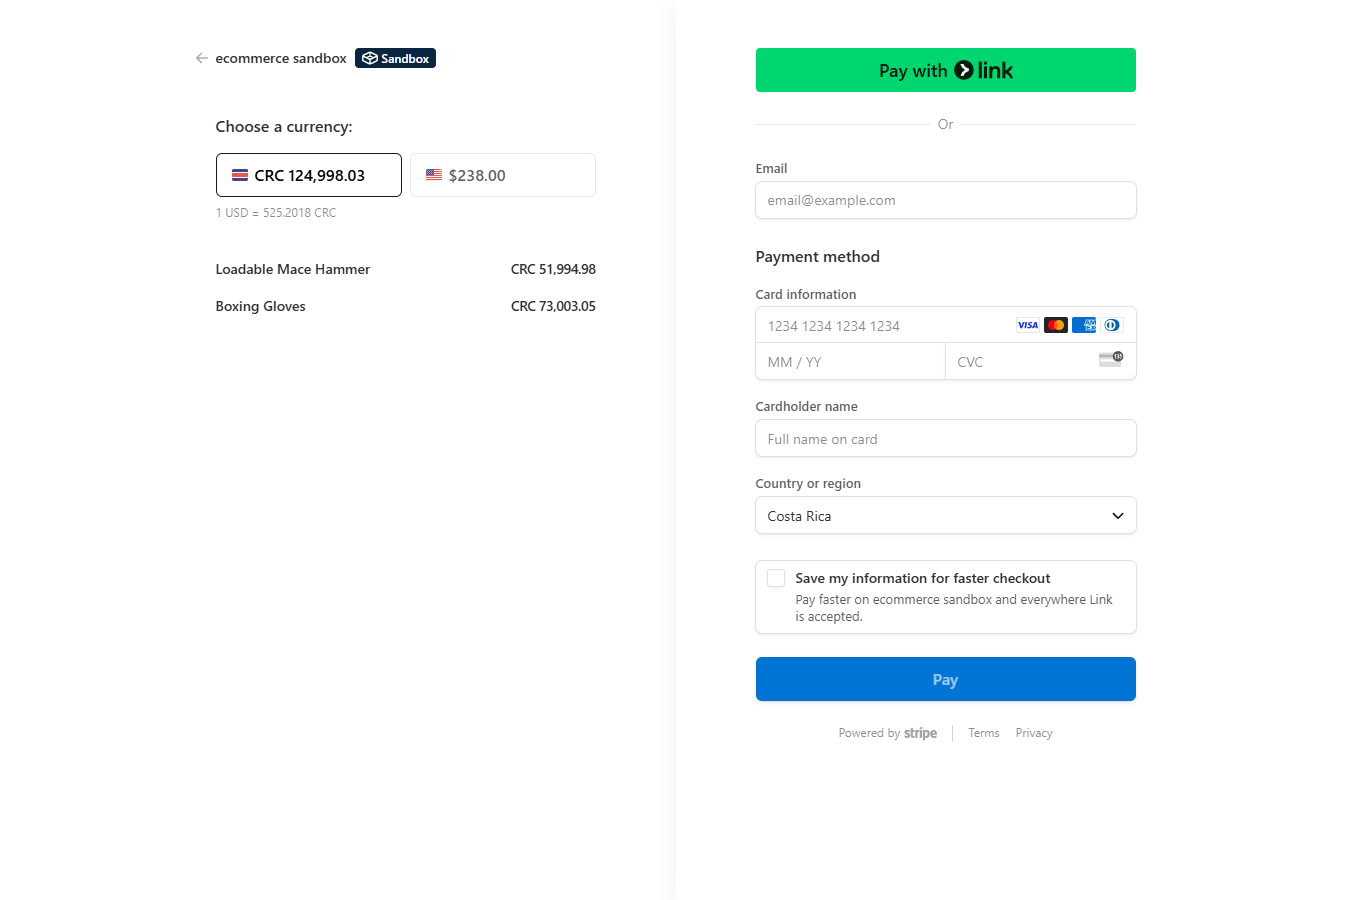 ecommerce sandbox Sandbox
Choose a currency:
CRC 124,998.03 $238.00
1 USD = 525.2018 CRC
Loadable Mace Hammer CRC 51,994.98
Boxing Gloves CRC 73,003.05
Pay with link
Or
Email
email@example.com
Payment method
Card information
1234 1234 1234 1234 VISA AMEX
MM / YY CVC 135
Cardholder name
Full name on card
Country or region
Costa Rica
Save my information for faster checkout
Pay faster on ecommerce sandbox and everywhere Link
is accepted.
Pay
Powered by stripe Terms Privacy